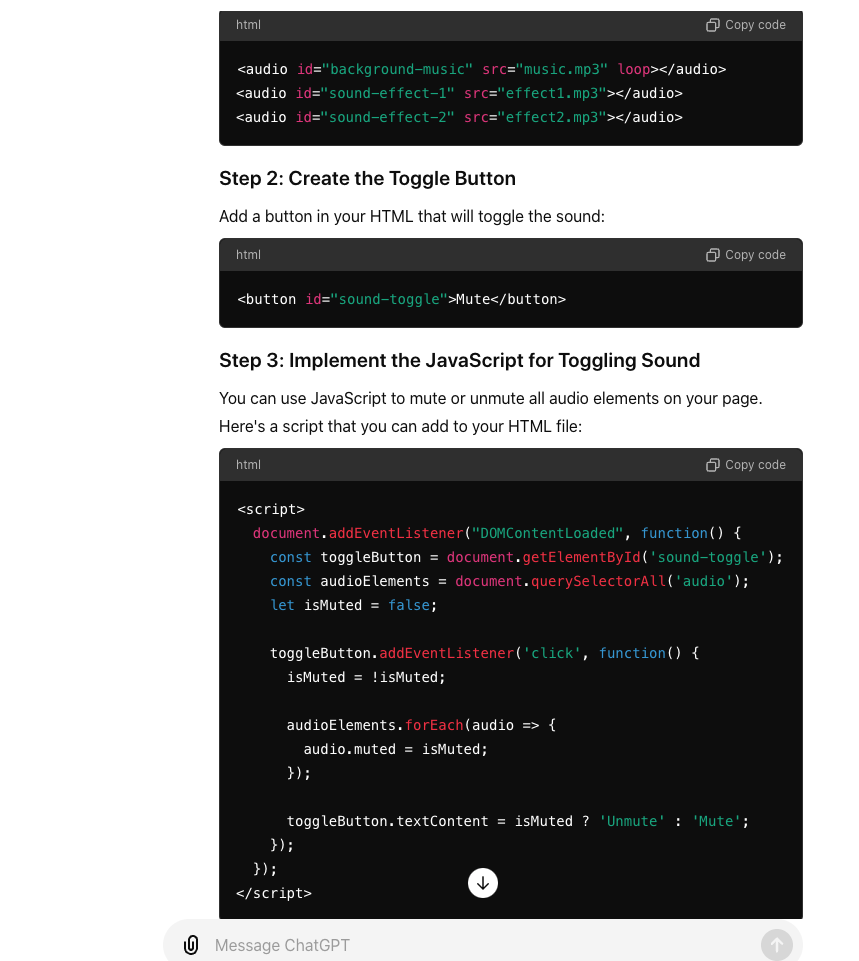 html Copy code
<audio id="background-music" src="music.mp3" loop></audio>
<audio id="sound-effect-1" src="effect1.mp3"></audio>
<audio id="sound-effect-2" src="effect2.mp3"></audio>
Step 2: Create the Toggle Button
Add a button in your HTML that will toggle the sound:
html Copy code
<button id="sound-toggle">Mute</button>
Step 3: Implement the JavaScript for Toggling Sound
You can use JavaScript to mute or unmute all audio elements on your page.
Here's a script that you can add to your HTML file:
html Copy code
<script>
  document.addEventListener("DOMContentLoaded", function() {
    const toggleButton = document.getElementById('sound-toggle');
    const audioElements = document.querySelectorAll('audio');
    let isMuted = false;

    toggleButton.addEventListener('click', function() {
      isMuted = !isMuted;

      audioElements.forEach(audio => {
        audio.muted = isMuted;
      });

      toggleButton.textContent = isMuted ? 'Unmute' : 'Mute';
    });
  });
</script>
Message ChatGPT